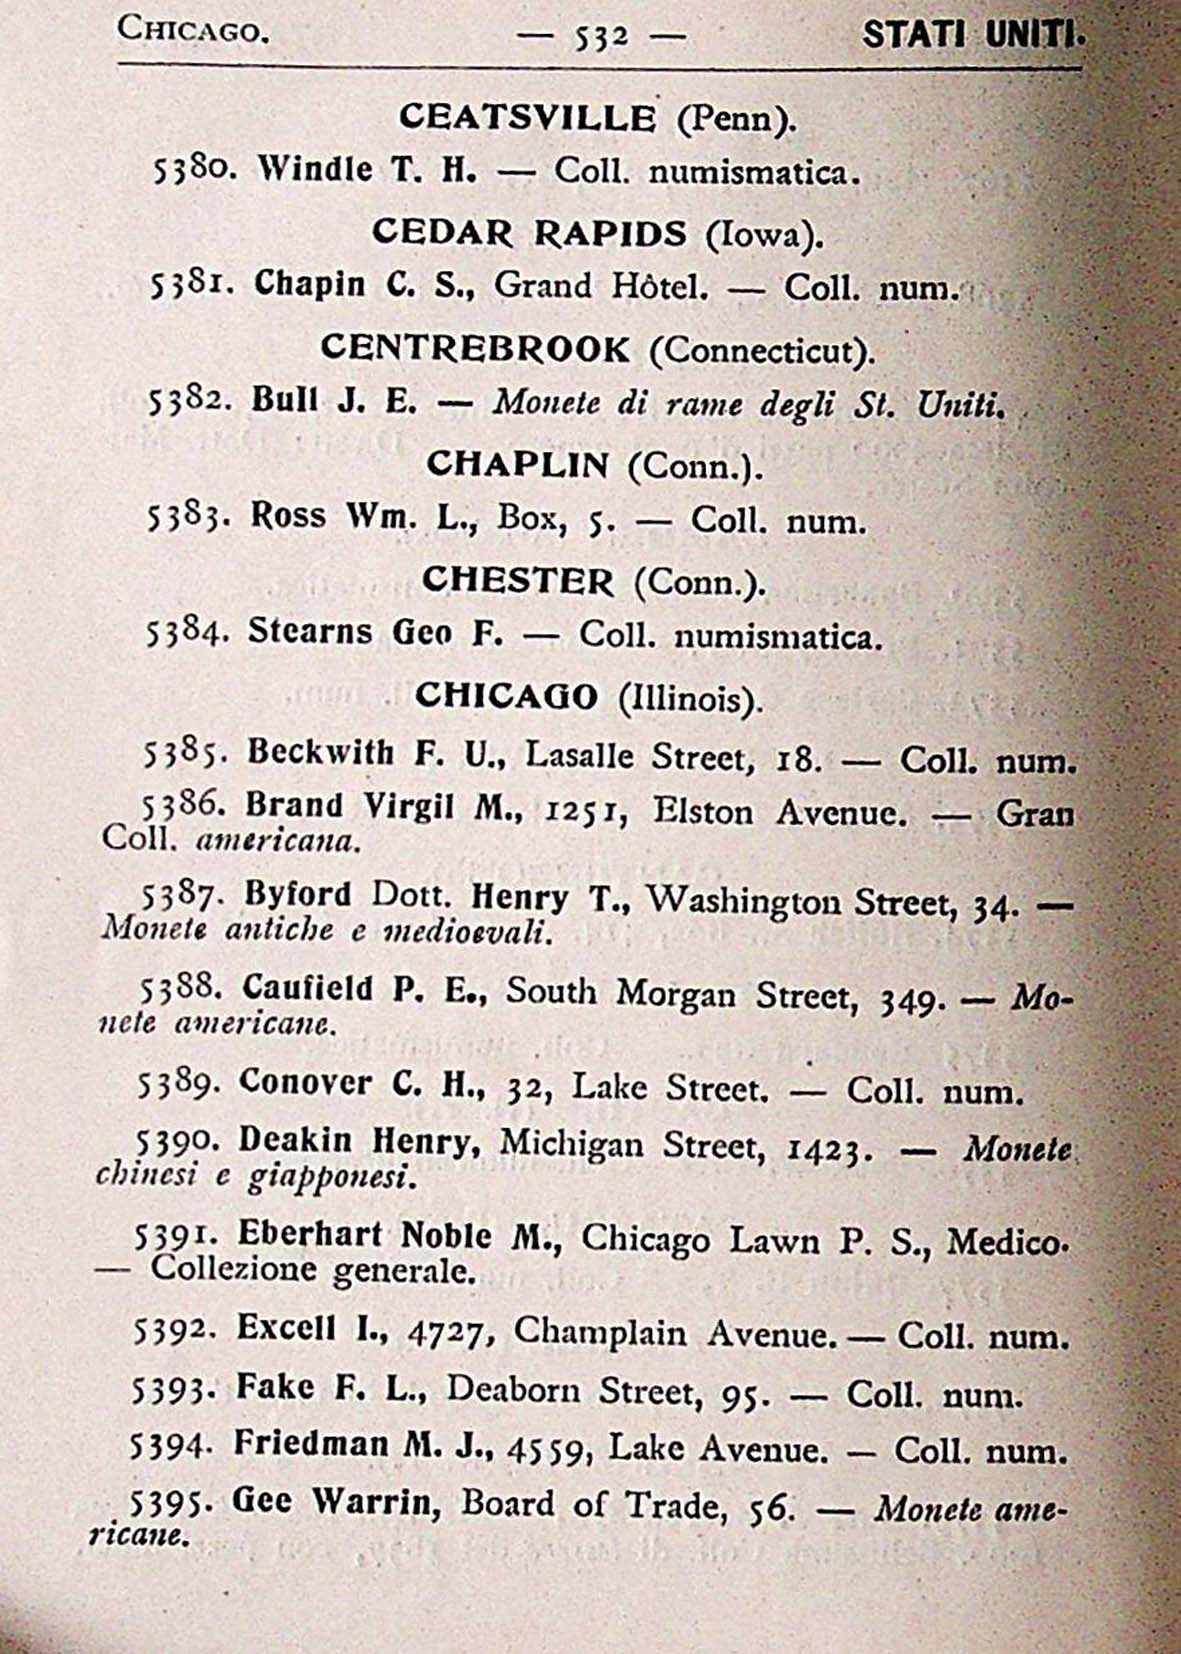 CHICAGO. — 532 — STATI UNITI.
CEATSVILLE (Penn).
5380. Windle T. H. — Coll. numismatica.
CEDAR RAPIDS (Iowa).
5381. Chapin C. S., Grand Hôtel. — Coll. num.
CENTREBROOK (Connecticut).
5382. Bull J. E. — Monete di rame degli St. Uniti.
CHAPLIN (Conn.).
5383. Ross Wm. L., Box, 5. — Coll. num.
CHESTER (Conn.).
5384. Stearns Geo F. — Coll. numismatica.
CHICAGO (Illinois).
5385. Beckwith F. U., Lasalle Street, 18. — Coll. num.
5386. Brand Virgil M., 1251, Elston Avenue. — Gran
Coll. americana.
5387. Byford Dott. Henry T., Washington Street, 34. —
Monete antiche e medioevali.
5388. Caufield P. E., South Morgan Street, 349. — Mo-
nete americane.
5389. Conover C. H., 32, Lake Street. — Coll. num.
5390. Deakin Henry, Michigan Street, 1423. — Monete
chinesi e giapponesi.
5391. Eberhart Noble M., Chicago Lawn P. S., Medico.
— Collezione generale.
5392. Excell I., 4727, Champlain Avenue. — Coll. num.
5393. Fake F. L., Deaborn Street, 95. — Coll. num.
5394. Friedman M. J., 4559, Lake Avenue. — Coll. num.
5395. Gee Warrin, Board of Trade, 56. — Monete ame-
ricane.